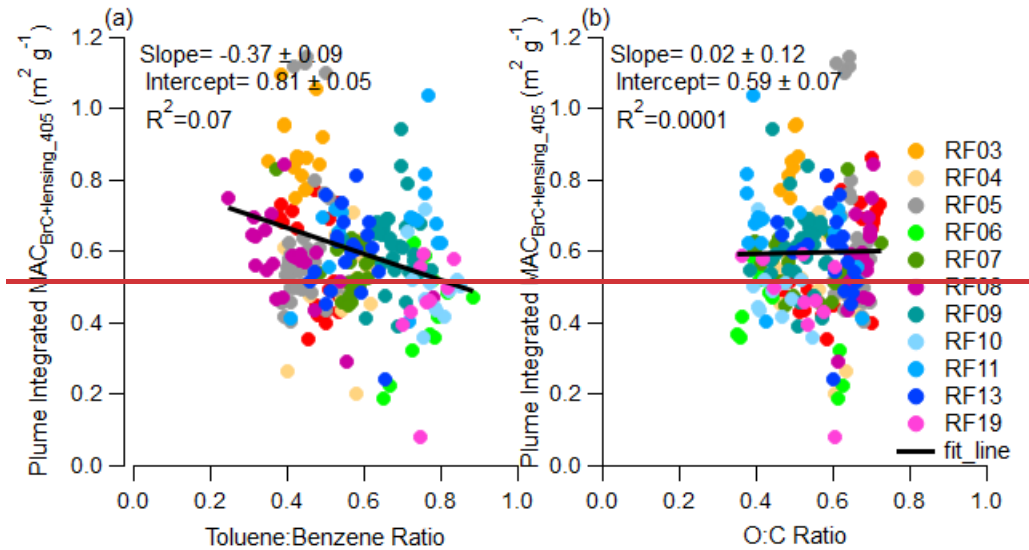 (a)
Slope= -0.37 ± 0.09
Intercept= 0.81 ± 0.05
R²=0.07
1.2
1.0
0.8
0.6
0.4
0.2
0.0
0.0 0.2 0.4 0.6 0.8 1.0
Plume Integrated MAC_BrC+lensing_405 (m² g⁻¹)
Toluene:Benzene Ratio
(b)
Slope= 0.02 ± 0.12
Intercept= 0.59 ± 0.07
R²=0.0001
1.2
1.0
0.8
0.6
0.4
0.2
0.0
0.0 0.2 0.4 0.6 0.8 1.0
Plume Integrated MAC_BrC+lensing_405 (m² g⁻¹)
O:C Ratio
RF03
RF04
RF05
RF06
RF07
RF08
RF09
RF10
RF11
RF13
RF19
fit_line